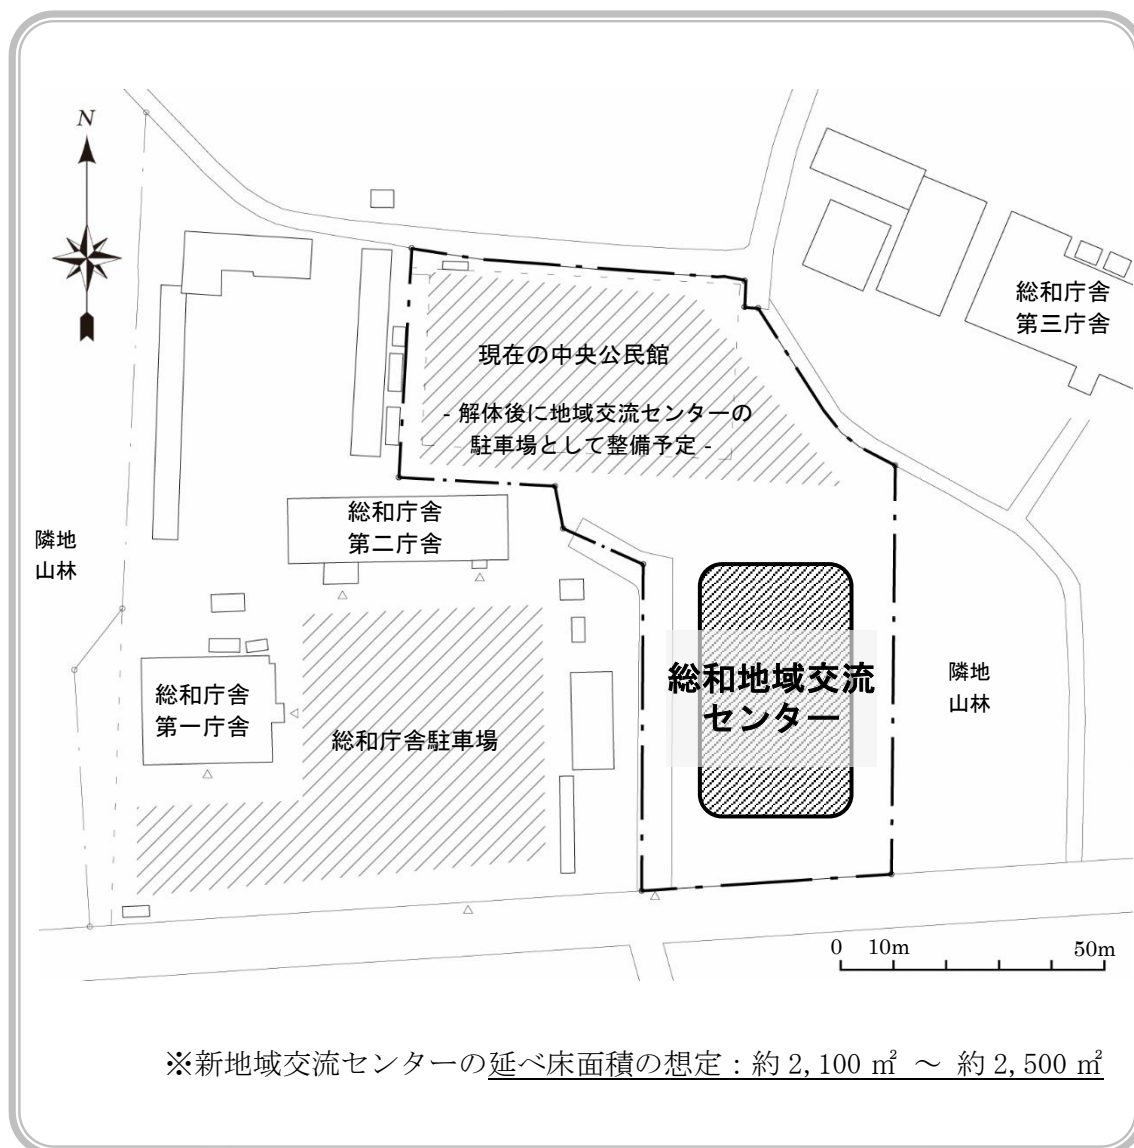 N
総和庁舎
第三庁舎
現在の中央公民館
- 解体後に地域交流センターの
駐車場として整備予定 -
総和庁舎
第二庁舎
隣地
山林
総和庁舎
第一庁舎
総和庁舎駐車場
総和地域交流
センター
隣地
山林
0 10m 50m
※新地域交流センターの延べ床面積の想定：約 2,100 ㎡ ～ 約 2,500 ㎡